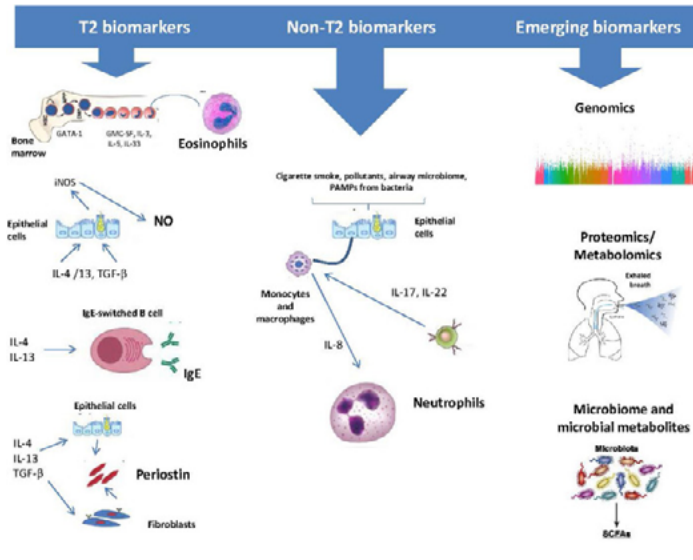 T2 biomarkers
Non-T2 biomarkers
Emerging biomarkers
Bone
marrow
GATA-1
GMC-SF, IL-3,
IL-5, IL-33
Eosinophils
iNOS
NO
Epithelial
cells
IL-4 /13, TGF-β
IgE-switched B cell
IL-4
IL-13
IgE
Epithelial cells
IL-4
IL-13
TGF-β
Periostin
Fibroblasts
Cigarette smoke, pollutants, airway microbiome,
PAMPs from bacteria
Epithelial
cells
Monocytes
and
macrophages
IL-17, IL-22
IL-8
Neutrophils
Genomics
Proteomics/
Metabolomics
Exhaled
breath
Microbiome and
microbial metabolites
Microbiota
SCFAs